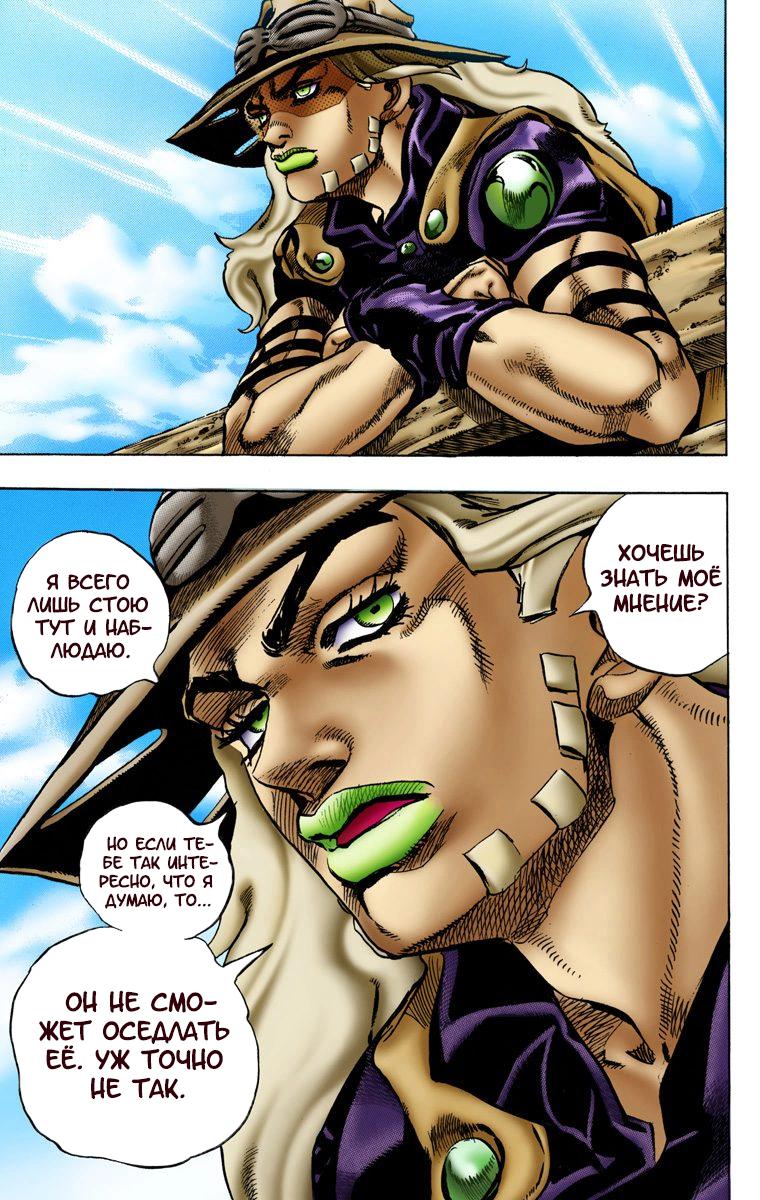 ХОЧЕШЬ
ЗНАТЬ МОЁ
МНЕНИЕ?
Я ВСЕГО
ЛИШЬ СТОЮ
ТУТ И НАБ-
ЛЮДАЮ.
НО ЕСЛИ ТЕ-
БЕ ТАК ИНТЕ-
РЕСНО, ЧТО Я
ДУМАЮ, ТО...
ОН НЕ СМО-
ЖЕТ ОСЕДЛАТЬ
ЕЁ. УЖ ТОЧНО
НЕ ТАК.